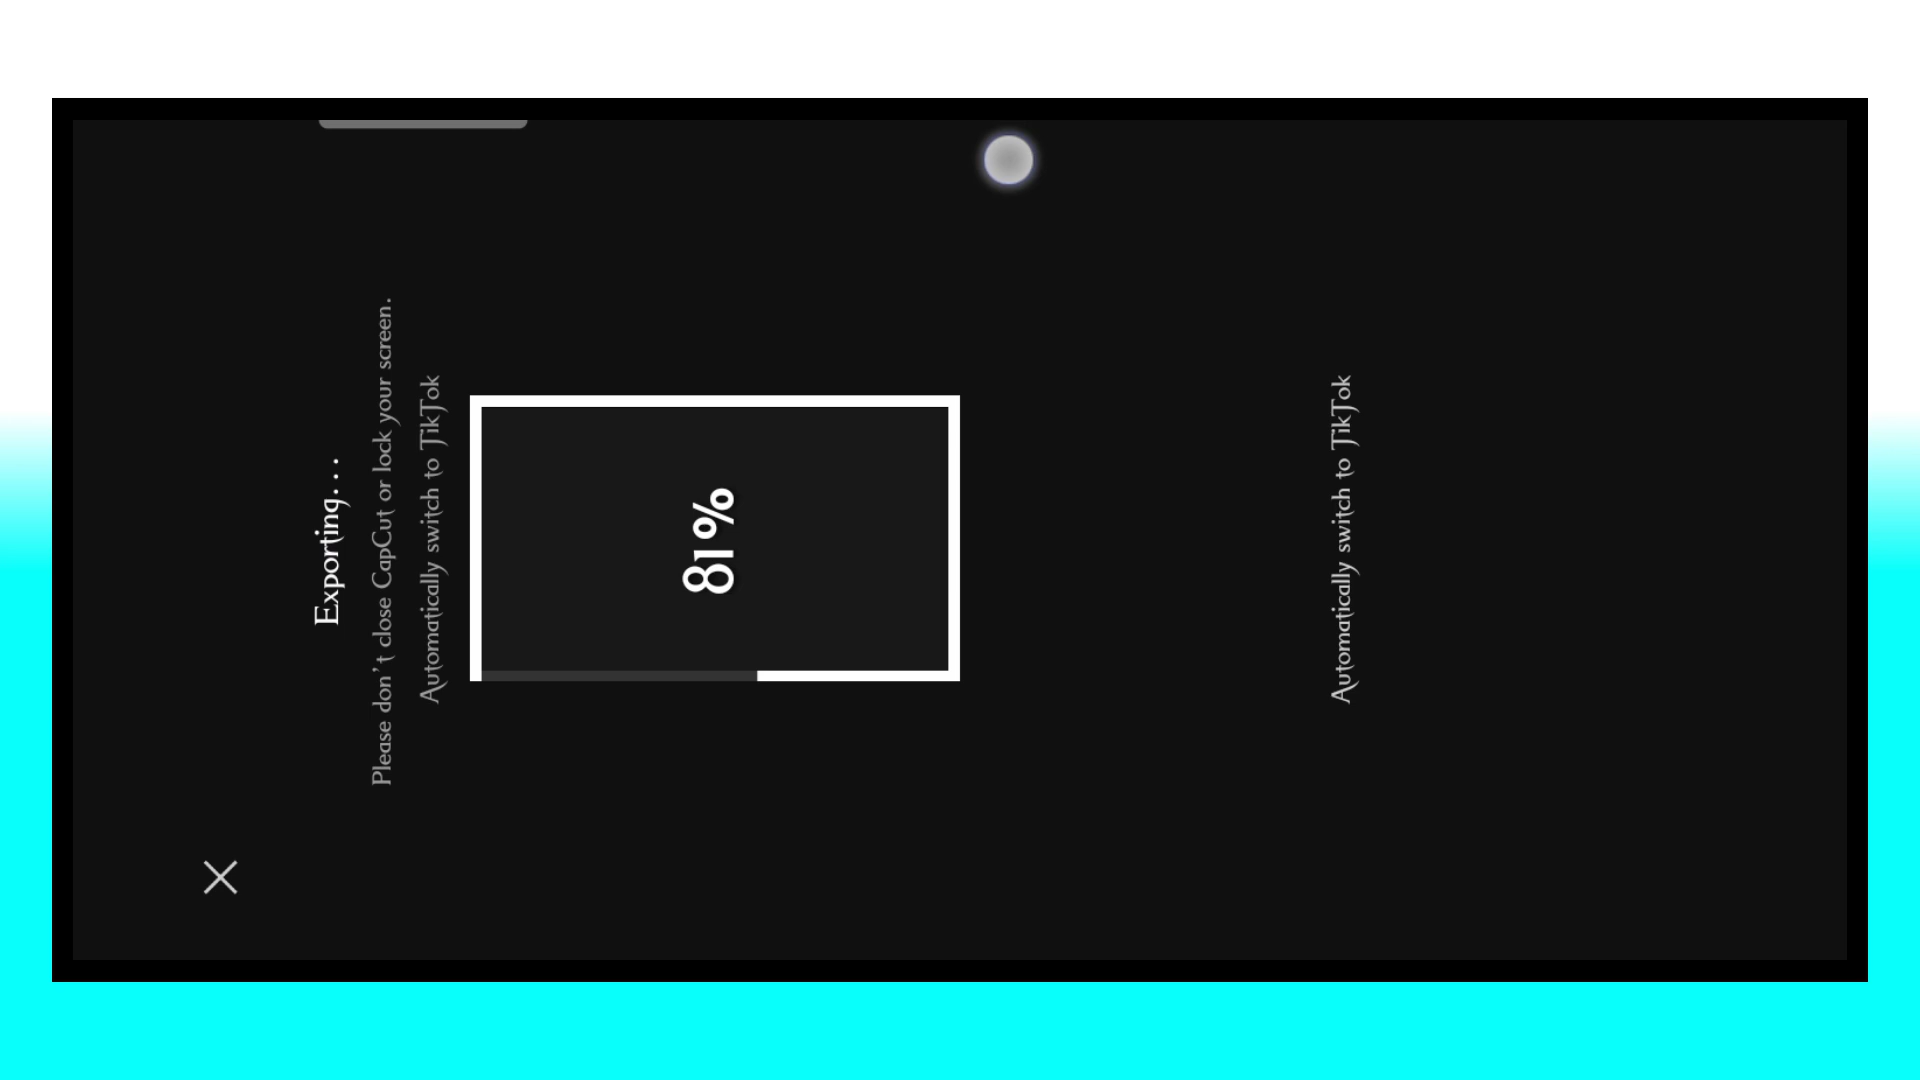 Exporting...
Please don't close CapCut or lock your screen.
Automatically switch to TikTok
81%
Automatically switch to TikTok